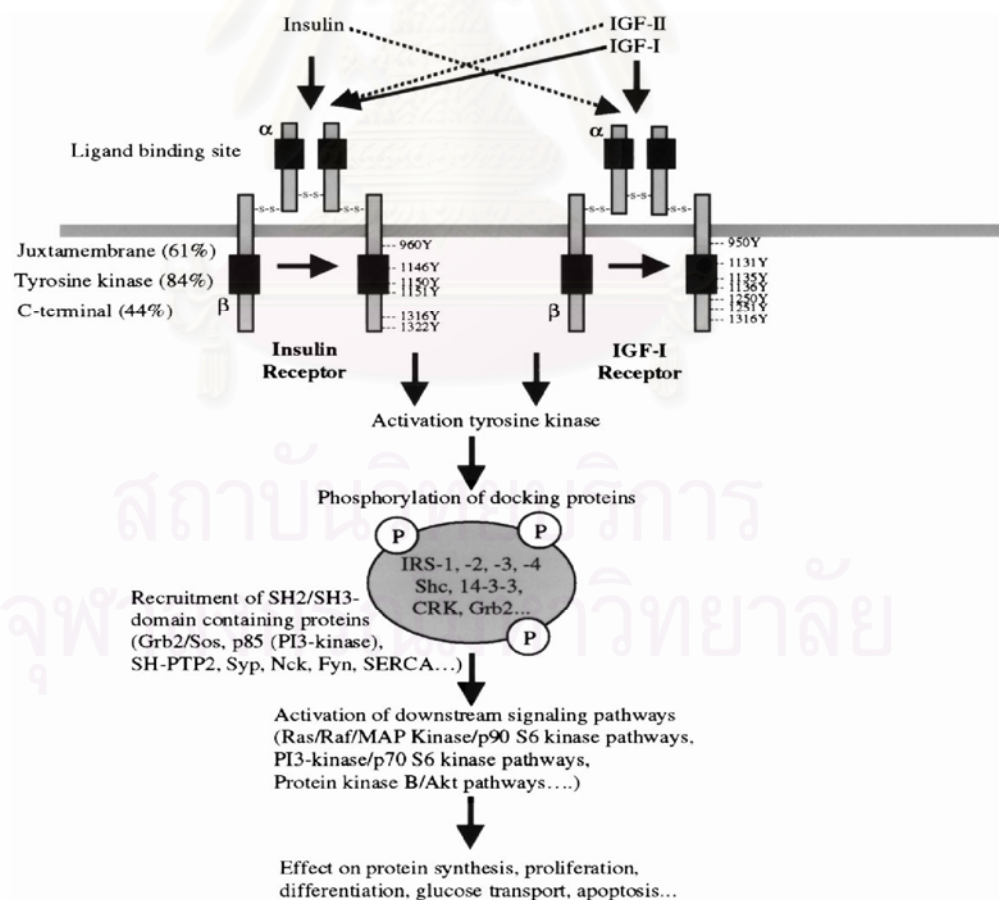 Insulin
IGF-II
IGF-I
α
α
Ligand binding site
-s-s-
-s-s-
-s-s-
-s-s-
-s-s-
-s-s-
Juxtamembrane (61%)
Tyrosine kinase (84%)
C-terminal (44%)
β
960Y
1146Y
1150Y
1151Y
1316Y
1322Y
β
950Y
1131Y
1135Y
1136Y
1250Y
1251Y
1316Y
Insulin
Receptor
IGF-I
Receptor
Activation tyrosine kinase
Phosphorylation of docking proteins
P
P
IRS-1, -2, -3, -4
Shc, 14-3-3,
CRK, Grb2...
P
Recruitment of SH2/SH3-
domain containing proteins
(Grb2/Sos, p85 (PI3-kinase),
SH-PTP2, Syp, Nck, Fyn, SERCA...)
Activation of downstream signaling pathways
(Ras/Raf/MAP Kinase/p90 S6 kinase pathways,
PI3-kinase/p70 S6 kinase pathways,
Protein kinase B/Akt pathways....)
Effect on protein synthesis, proliferation,
differentiation, glucose transport, apoptosis...
สถาบันวิทยบริการ
จุฬาลงกรณ์มหาวิทยาลัย